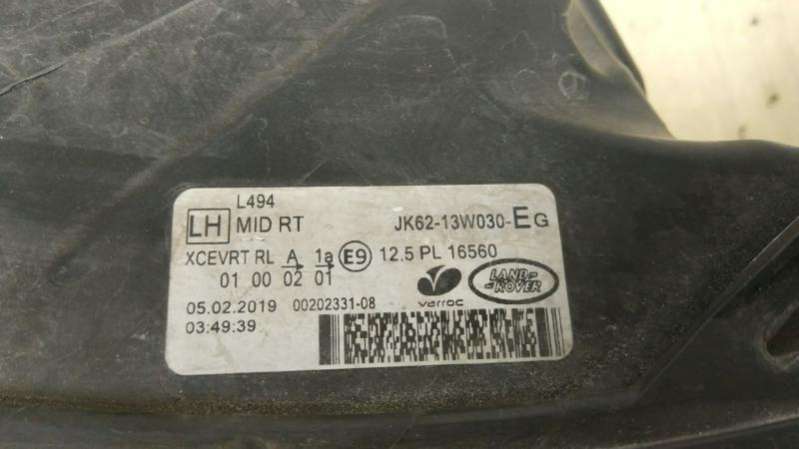 L494
LH MID RT JK62-13W030-EG
XCEVRT RL A 1a E9 12.5 PL 16560
01 00 02 01
varroc LAND-ROVER
05.02.2019 00202331-08
03:49:39